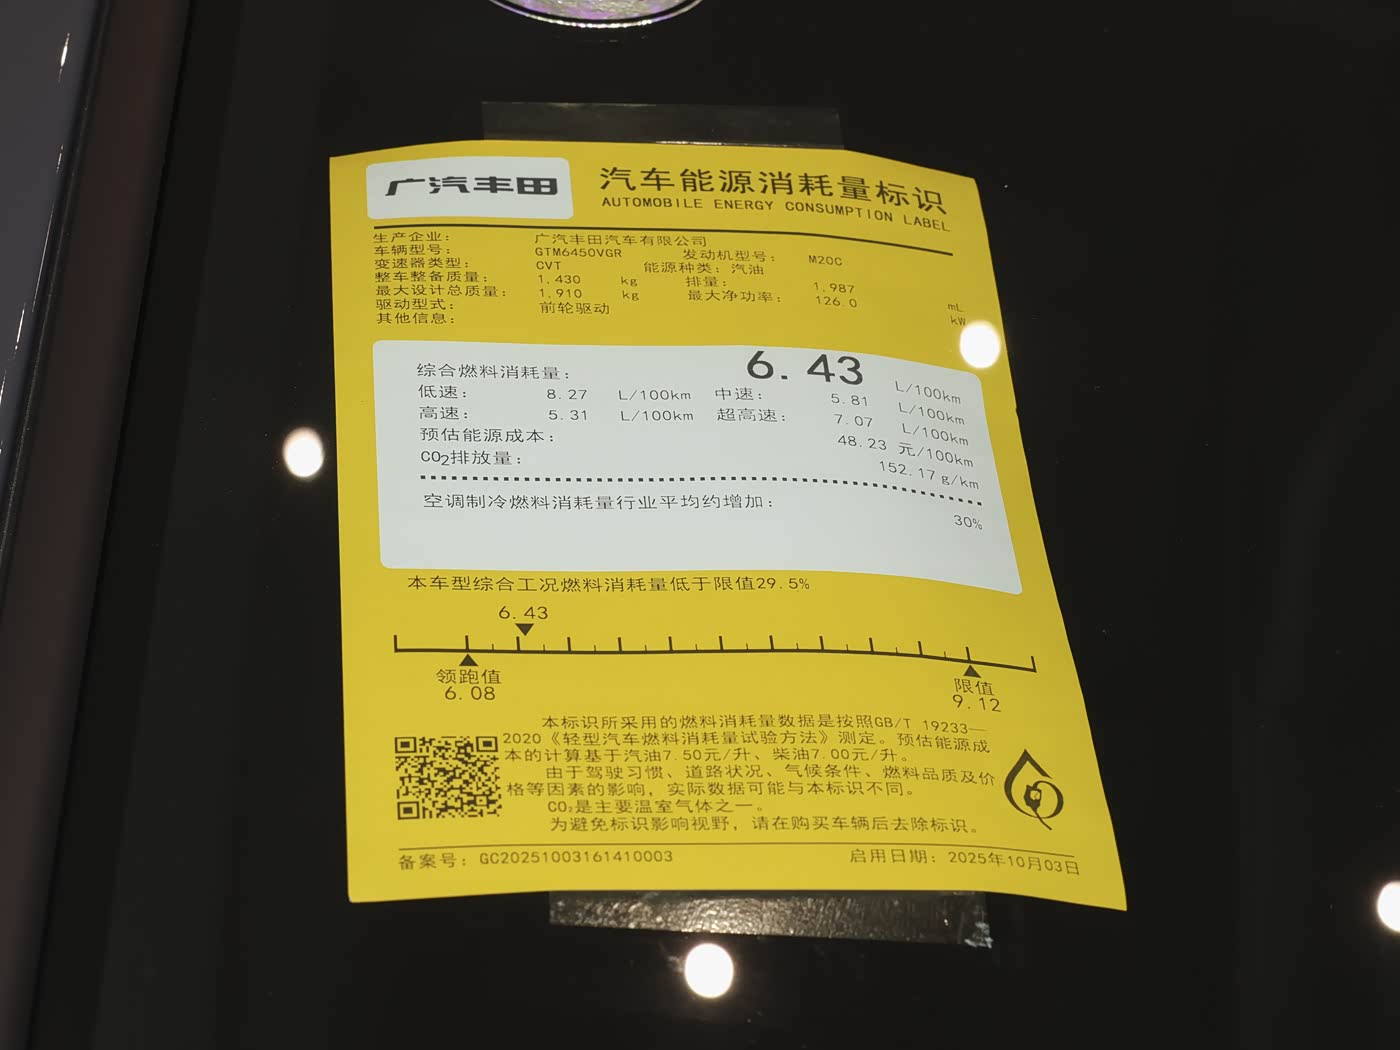 广汽丰田
汽车能源消耗量标识
AUTOMOBILE ENERGY CONSUMPTION LABEL
生产企业： 广汽丰田汽车有限公司
车辆型号： GTM6450VGR 发动机型号： M20C
变速器类型： CVT 能源种类：汽油
整车整备质量： 1,430 kg 排量： 1,987 mL
最大设计总质量： 1,910 kg 最大净功率： 126.0 kW
驱动型式： 前轮驱动
其他信息：
综合燃料消耗量： 6.43 L/100km
低速： 8.27 L/100km 中速： 5.81 L/100km
高速： 5.31 L/100km 超高速： 7.07 L/100km
预估能源成本： 48.23 元/100km
CO₂排放量： 152.17 g/km
空调制冷燃料消耗量行业平均约增加： 30%
本车型综合工况燃料消耗量低于限值29.5%
6.43
领跑值
6.08
限值
9.12
本标识所采用的燃料消耗量数据是按照GB/T 19233—
2020《轻型汽车燃料消耗量试验方法》测定。预估能源成
本的计算基于汽油7.50元/升、柴油7.00元/升。
由于驾驶习惯、道路状况、气候条件、燃料品质及价
格等因素的影响，实际数据可能与本标识不同。
CO₂是主要温室气体之一。
为避免标识影响视野，请在购买车辆后去除标识。
备案号：GC20251003161410003 启用日期：2025年10月03日